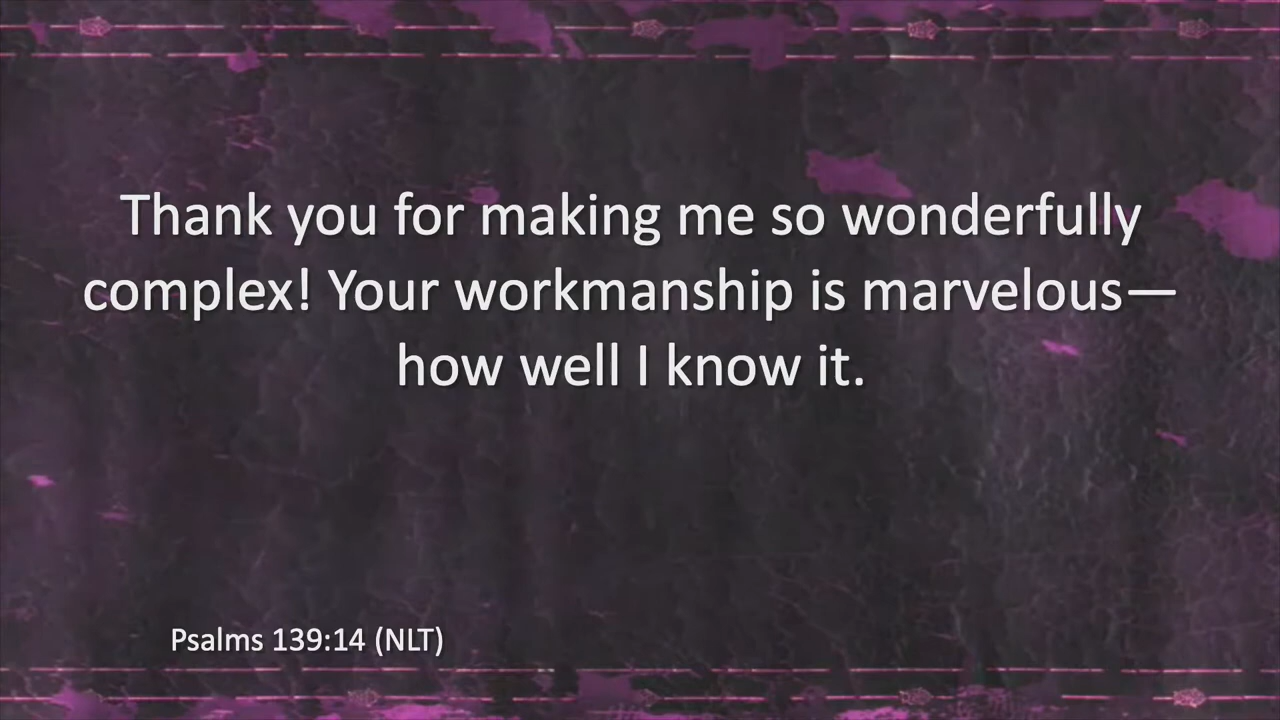 Thank you for making me so wonderfully
complex! Your workmanship is marvelous—
how well I know it.
Psalms 139:14 (NLT)